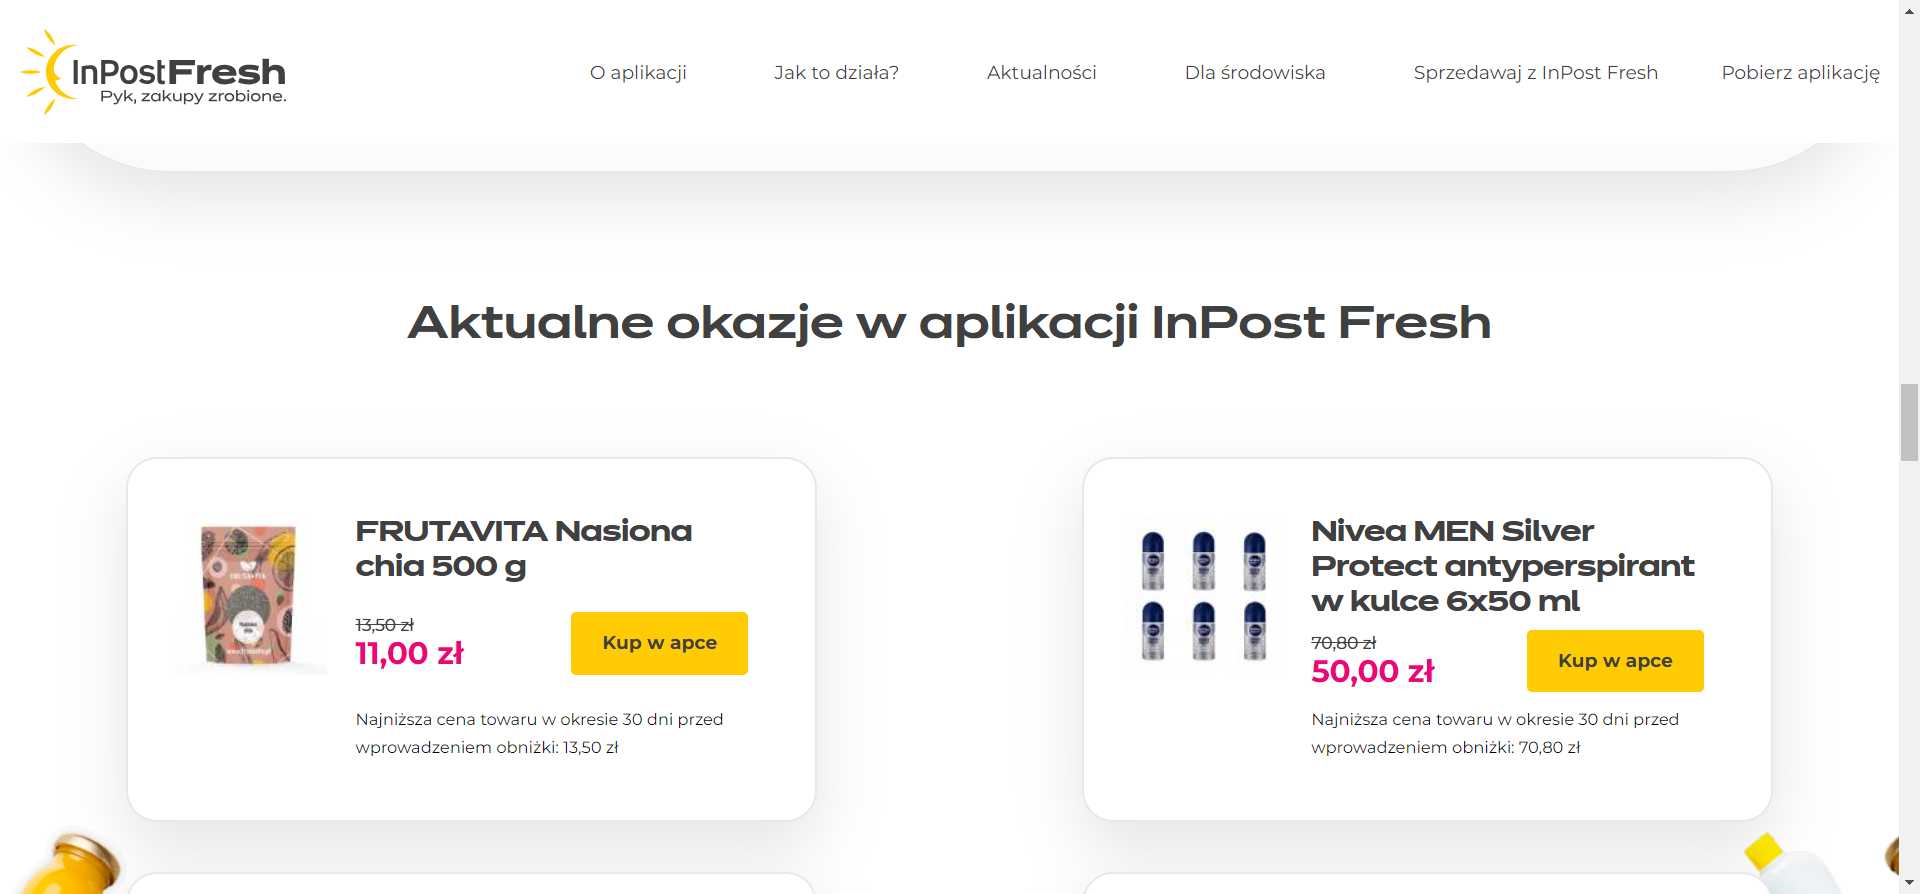 InPost Fresh
Pyk, zakupy zrobione.
O aplikacji
Jak to działa?
Aktualności
Dla środowiska
Sprzedawaj z InPost Fresh
Pobierz aplikację
Aktualne okazje w aplikacji InPost Fresh
FRUTAVITA Nasiona
chia 500 g
13,50 zł
11,00 zł
Kup w apce
Najniższa cena towaru w okresie 30 dni przed
wprowadzeniem obniżki: 13,50 zł
Nivea MEN Silver
Protect antyperspirant
w kulce 6x50 ml
70,80 zł
50,00 zł
Kup w apce
Najniższa cena towaru w okresie 30 dni przed
wprowadzeniem obniżki: 70,80 zł